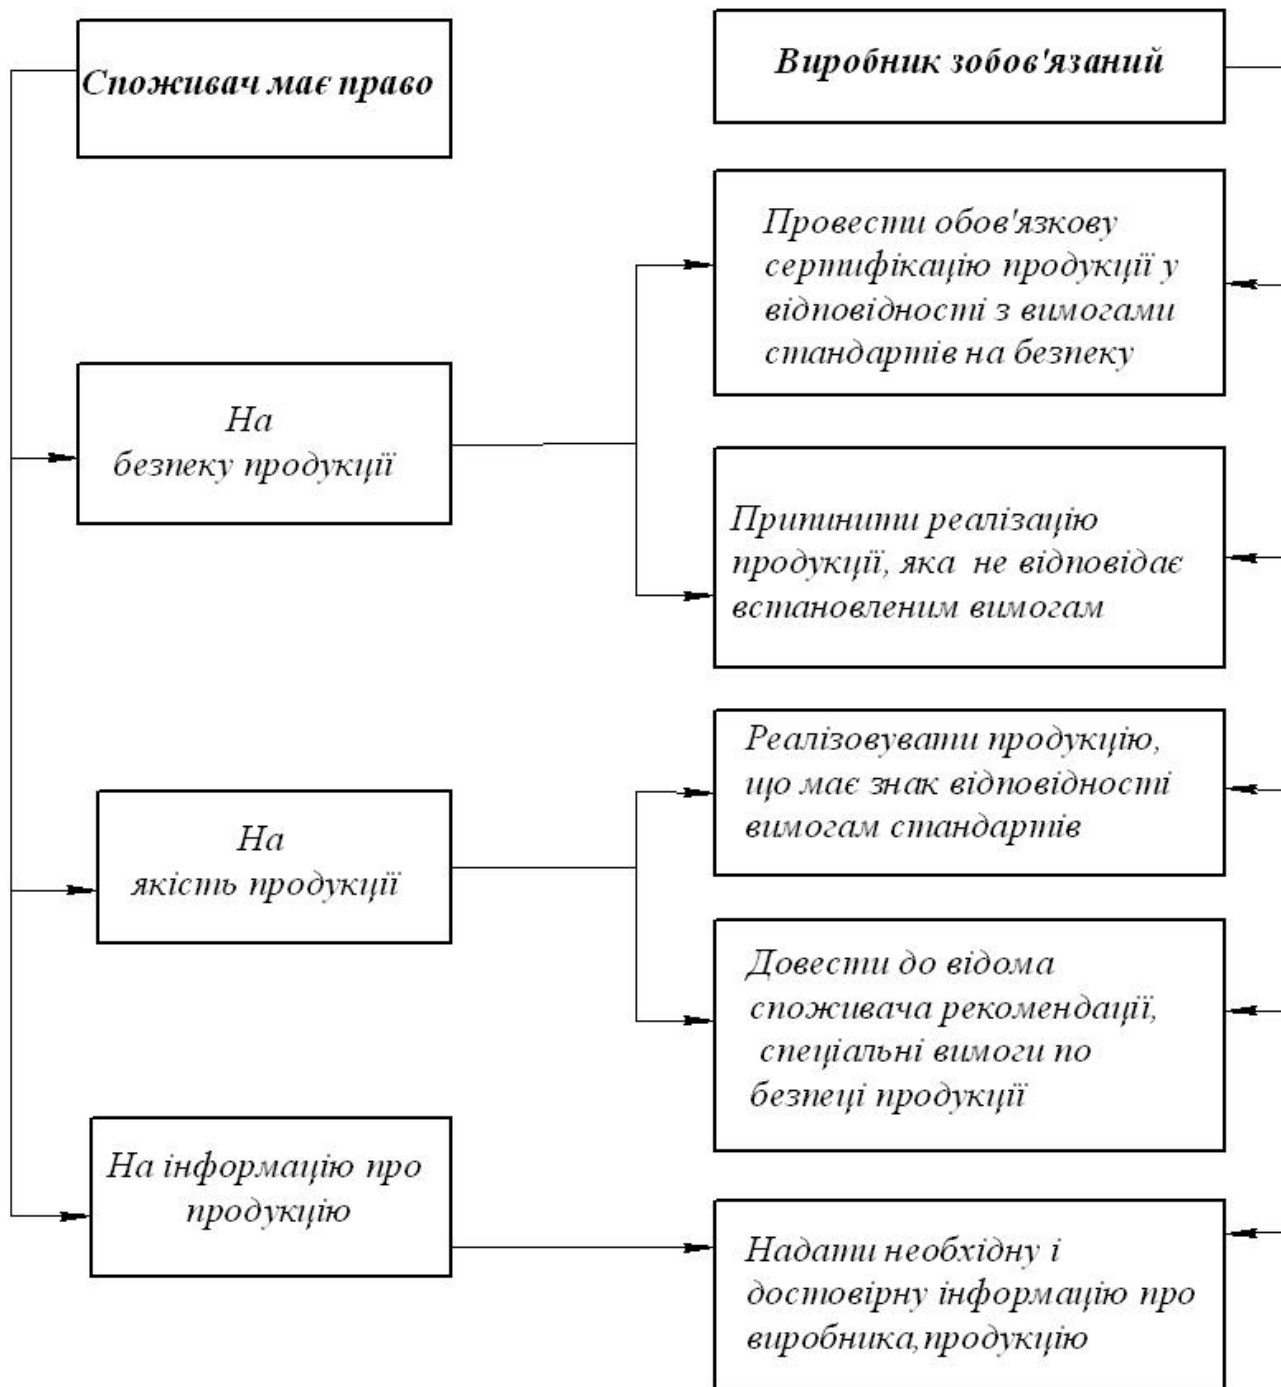 Споживач має право
Виробник зобов'язаний
Провести обов'язкову
сертифікацію продукції у
відповідності з вимогами
стандартів на безпеку
На
безпеку продукції
Припинити реалізацію
продукції, яка не відповідає
встановленим вимогам
Реалізовувати продукцію,
що має знак відповідності
вимогам стандартів
На
якість продукції
Довести до відома
споживача рекомендації,
спеціальні вимоги по
безпеці продукції
На інформацію про
продукцію
Надати необхідну і
достовірну інформацію про
виробника,продукцію